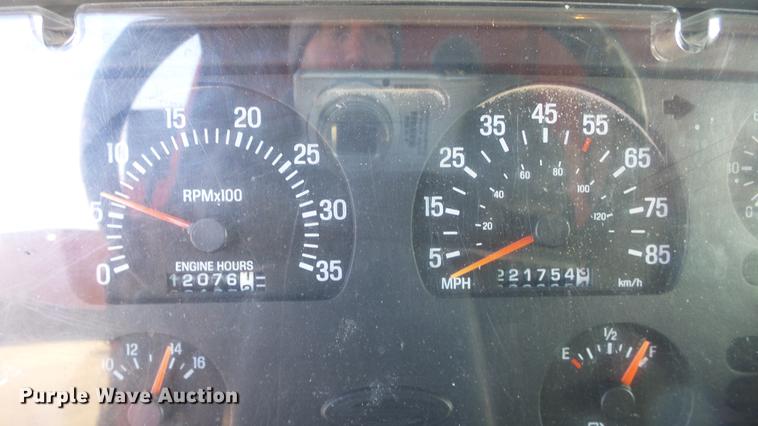 0 5 10 15 20 25 30 35
RPMx100
ENGINE HOURS
12076
5 15 25 35 45 55 65 75 85
20 40 60 80 100 120
221754
MPH
km/h
10 12 14 16
E 1/2 F
Purple Wave Auction